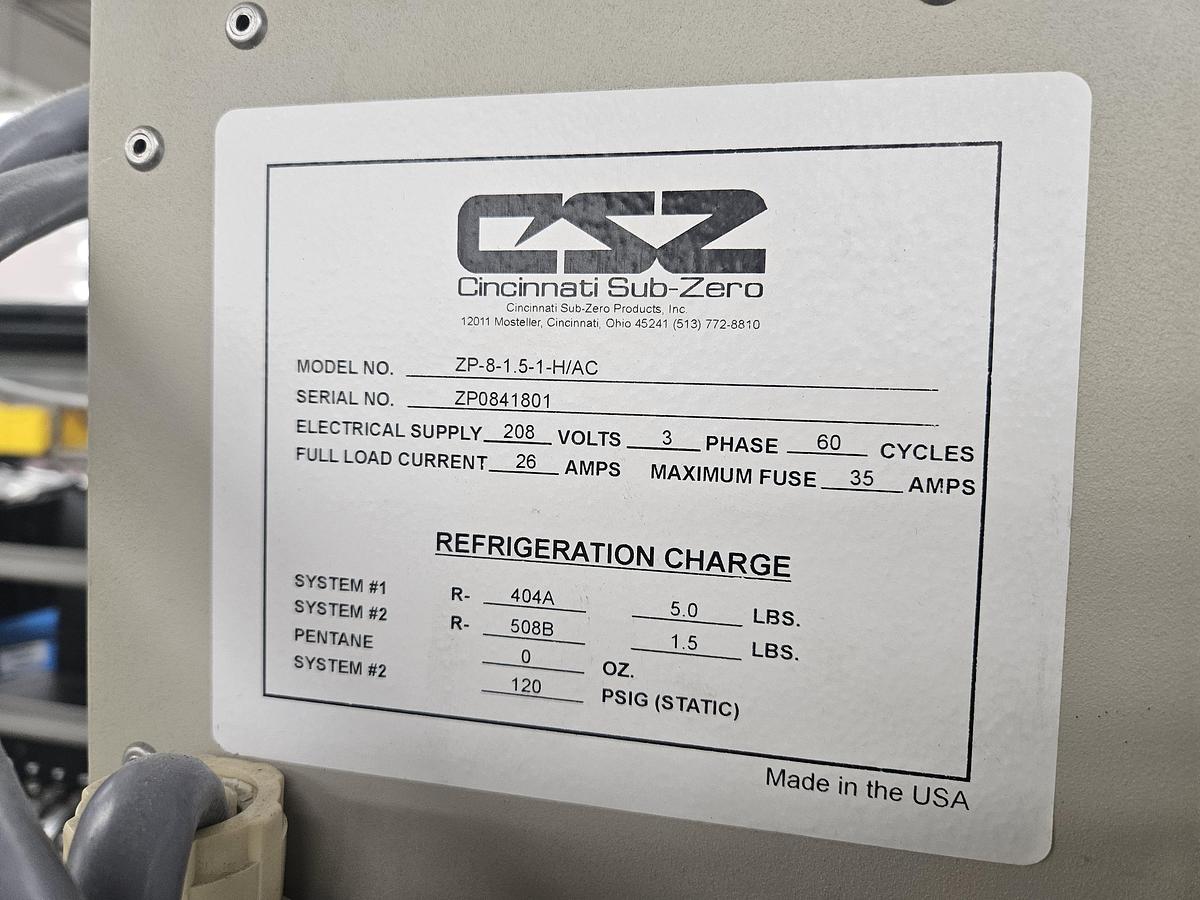 CSZ
Cincinnati Sub-Zero
Cincinnati Sub-Zero Products, Inc.
12011 Mosteller, Cincinnati, Ohio 45241 (513) 772-8810
MODEL NO. ZP-8-1.5-1-H/AC
SERIAL NO. ZP0841801
ELECTRICAL SUPPLY 208 VOLTS 3 PHASE 60 CYCLES
FULL LOAD CURRENT 26 AMPS MAXIMUM FUSE 35 AMPS
REFRIGERATION CHARGE
SYSTEM #1 R- 404A 5.0 LBS.
SYSTEM #2 R- 508B 1.5 LBS.
PENTANE 0 OZ.
SYSTEM #2 120 PSIG (STATIC)
Made in the USA